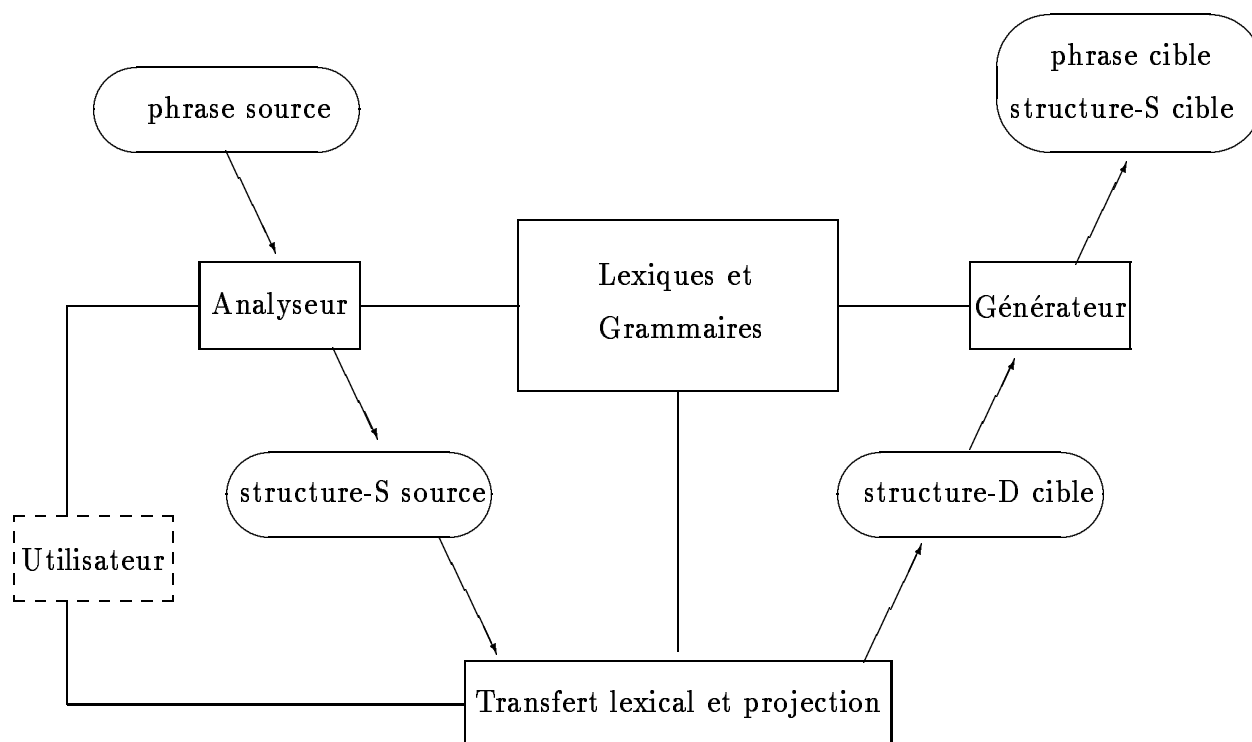 phrase cible
phrase source
structure-S cible
Lexiques et
Analyseur
Générateur
Grammaires
structure-S source
structure-D cible
Utilisateur
Transfert lexical et projection